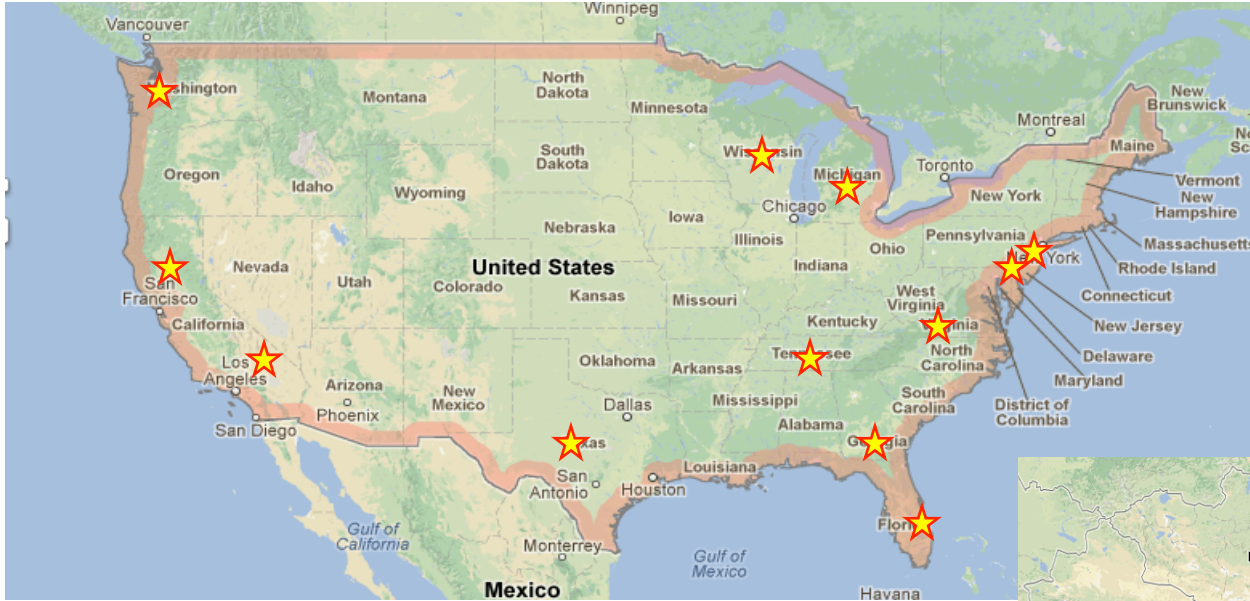 Winnipeg
Vancouver
Washington
North
Dakota
Montana
Minnesota
New
Brunswick
Montreal
Maine
Wisconsin
South
Dakota
Oregon
Idaho
Wyoming
Michigan
Toronto
Vermont
New York
New
Hampshire
Iowa
Chicago
Nebraska
Illinois
Ohio
Pennsylvania
Massachusetts
New York
Rhode Island
Nevada
United States
Indiana
Utah
Colorado
Kansas
Missouri
West
Virginia
Connecticut
San
Francisco
California
Kentucky
Virginia
New Jersey
Tennessee
Delaware
Los
Angeles
Oklahoma
Arkansas
North
Carolina
Maryland
Arizona
New
Mexico
Mississippi
South
Carolina
Phoenix
Dallas
District of
Columbia
San Diego
Alabama
Georgia
Texas
Louisiana
San
Antonio
Houston
Florida
Gulf of
California
Monterrey
Gulf of
Mexico
Mexico
Havana